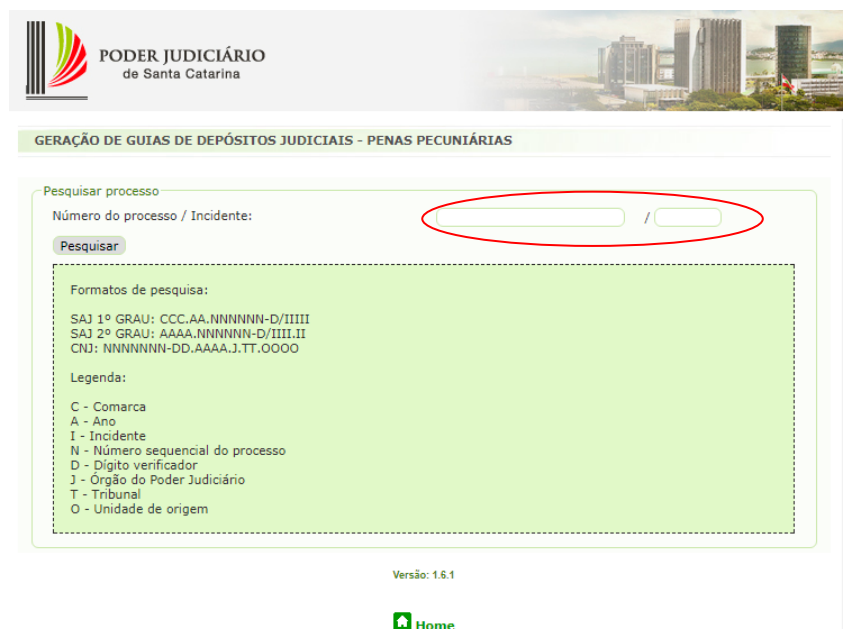 PODER JUDICIÁRIO
de Santa Catarina
GERAÇÃO DE GUIAS DE DEPÓSITOS JUDICIAIS - PENAS PECUNIÁRIAS
Pesquisar processo
Número do processo / Incidente:
/
Pesquisar
Formatos de pesquisa:
SAJ 1º GRAU: CCC.AA.NNNNNN-D/IIIII
SAJ 2º GRAU: AAAA.NNNNNN-D/IIII.II
CNJ: NNNNNNN-DD.AAAA.J.TT.OOOO
Legenda:
C - Comarca
A - Ano
I - Incidente
N - Número sequencial do processo
D - Dígito verificador
J - Órgão do Poder Judiciário
T - Tribunal
O - Unidade de origem
Versão: 1.6.1
Home